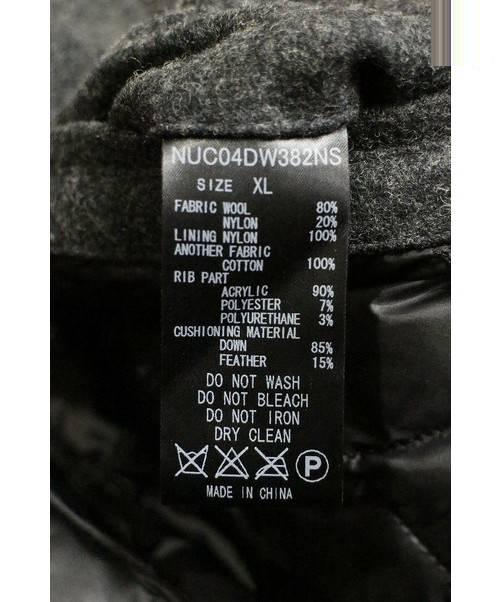 NUC04DW382NS
SIZE XL
FABRIC WOOL 80%
NYLON 20%
LINING NYLON 100%
ANOTHER FABRIC
COTTON 100%
RIB PART
ACRYLIC 90%
POLYESTER 7%
POLYURETHANE 3%
CUSHIONING MATERIAL
DOWN 85%
FEATHER 15%
DO NOT WASH
DO NOT BLEACH
DO NOT IRON
DRY CLEAN
P
MADE IN CHINA